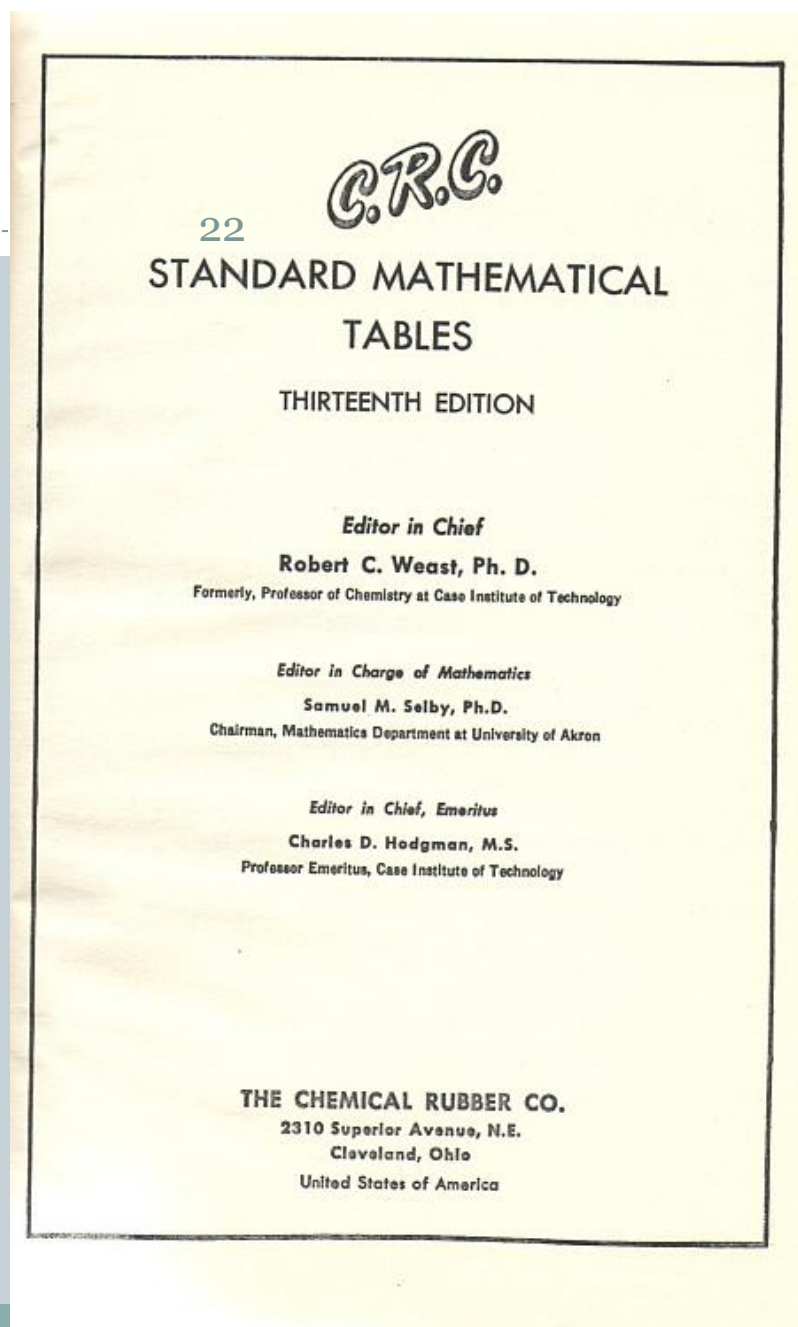 C.R.C.
22
STANDARD MATHEMATICAL
TABLES
THIRTEENTH EDITION
Editor in Chief
Robert C. Weast, Ph. D.
Formerly, Professor of Chemistry at Case Institute of Technology
Editor in Charge of Mathematics
Samuel M. Selby, Ph.D.
Chairman, Mathematics Department at University of Akron
Editor in Chief, Emeritus
Charles D. Hodgman, M.S.
Professor Emeritus, Case Institute of Technology
THE CHEMICAL RUBBER CO.
2310 Superior Avenue, N.E.
Cleveland, Ohio
United States of America